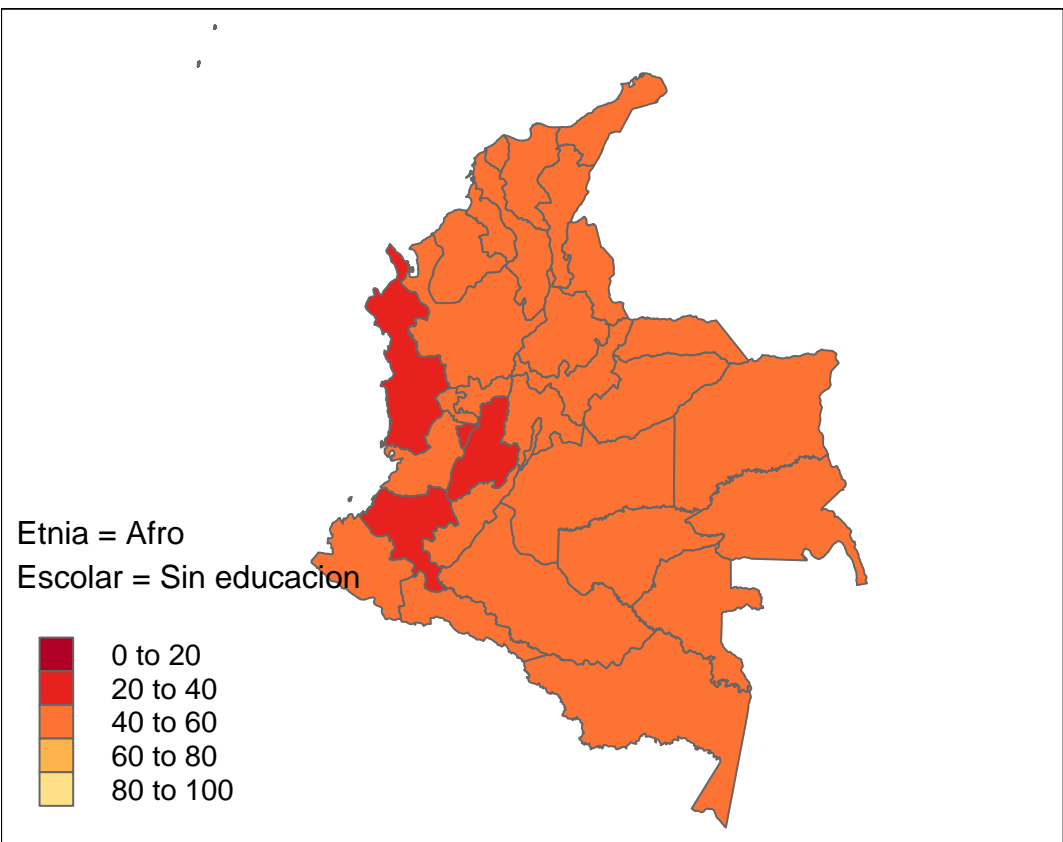 Etnia = Afro
Escolar = Sin educacion
0 to 20
20 to 40
40 to 60
60 to 80
80 to 100